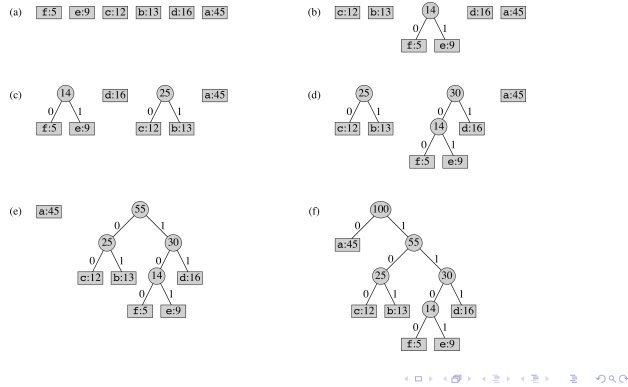 (a) f:5 e:9 c:12 b:13 d:16 a:45
(b) c:12 b:13 14 d:16 a:45
0 1
f:5 e:9
(c) 14 d:16 25 a:45
0 1 0 1
f:5 e:9 c:12 b:13
(d) 25 30 a:45
0 1 0 1
c:12 b:13 14 d:16
0 1
f:5 e:9
(e) a:45 55
0 1
25 30
0 1 0 1
c:12 b:13 14 d:16
0 1
f:5 e:9
(f) 100
0 1
a:45 55
0 1
25 30
0 1 0 1
c:12 b:13 14 d:16
0 1
f:5 e:9